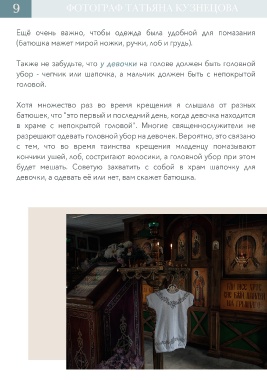 9 ФОТОГРАФ ТАТЬЯНА КУЗНЕЦОВА
Ещё очень важно, чтобы одежда была удобной для помазания
(батюшка мажет мирой ножки, ручки, лоб и грудь).
Также не забудьте, что у девочки на голове должен быть головной
убор - чепчик или шапочка, а мальчик должен быть с непокрытой
головой.
Хотя множество раз во время крещения я слышала от разных
батюшек, что "это первый и последний день, когда девочка находится
в храме с непокрытой головой". Многие священнослужители не
разрешают одевать головной убор на девочек. Вероятно, это связано
с тем, что во время таинства крещения младенцу помазывают
кончики ушей, лоб, состригают волосики, а головной убор при этом
будет мешать. Советую захватить с собой в храм шапочку для
девочки, а одевать её или нет, вам скажет батюшка.